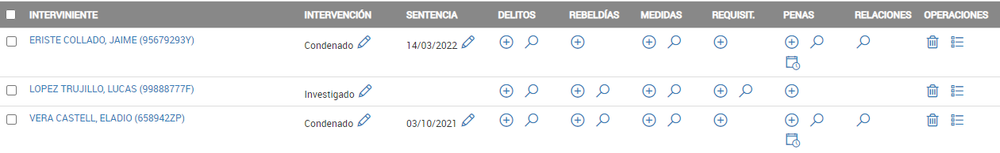 INTERVINIENTE INTERVENCIÓN SENTENCIA DELITOS REBELDÍAS MEDIDAS REQUISIT. PENAS RELACIONES OPERACIONES
ERISTE COLLADO, JAIME (95679293Y) Condenado 14/03/2022
LOPEZ TRUJILLO, LUCAS (99888777F) Investigado
VERA CASTELL, ELADIO (658942ZP) Condenado 03/10/2021